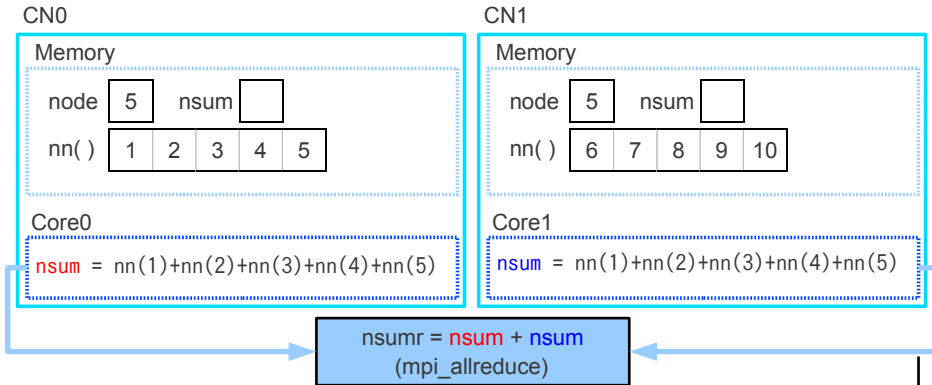 CN0
Memory
node 5 nsum
nn( ) 1 2 3 4 5
Core0
nsum = nn(1)+nn(2)+nn(3)+nn(4)+nn(5)
CN1
Memory
node 5 nsum
nn( ) 6 7 8 9 10
Core1
nsum = nn(1)+nn(2)+nn(3)+nn(4)+nn(5)
nsumr = nsum + nsum
(mpi_allreduce)